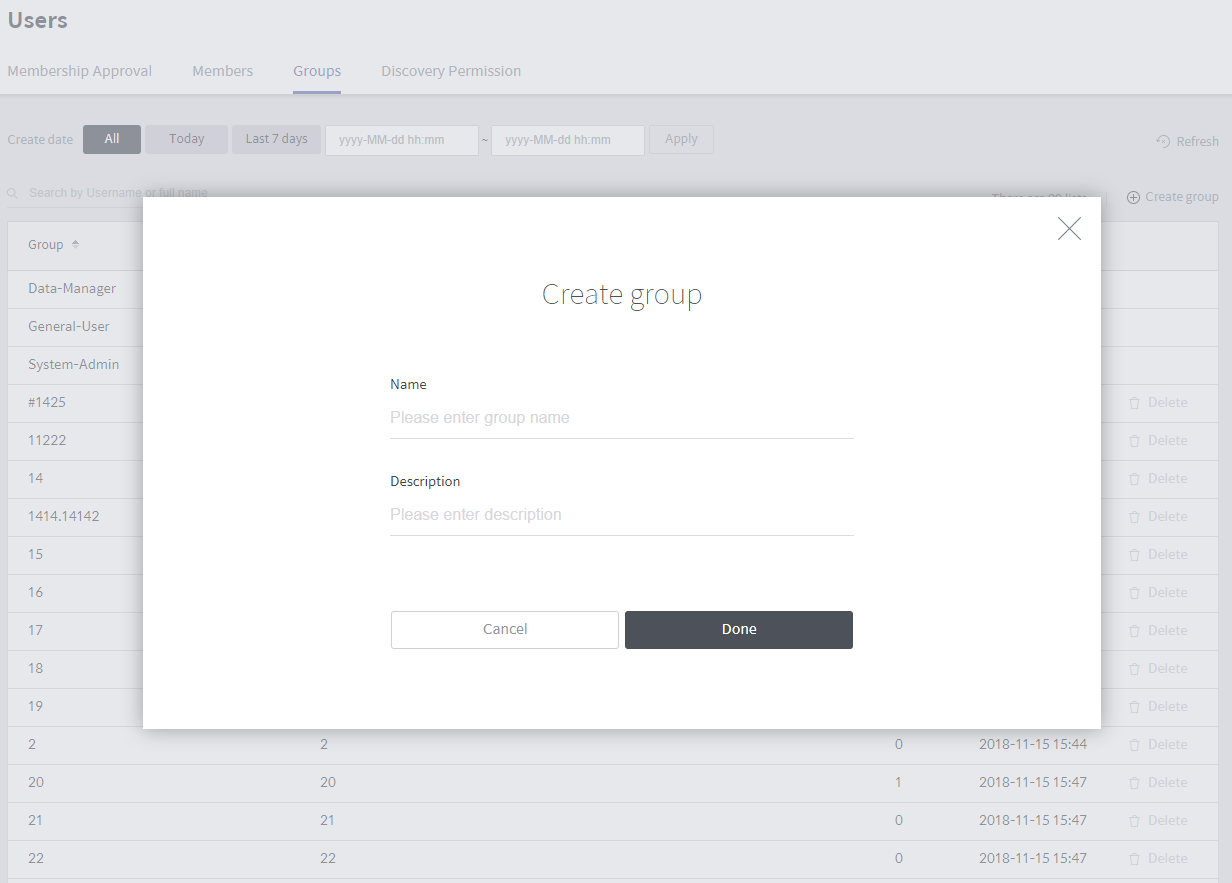 Users
Membership Approval Members Groups Discovery Permission
Create date All Today Last 7 days yyyy-MM-dd hh:mm ~ yyyy-MM-dd hh:mm Apply Refresh
Search by Username or full name Create group
Group
Data-Manager
General-User
System-Admin
#1425 Delete
11222 Delete
14 Delete
1414.14142 Delete
15 Delete
16 Delete
17 Delete
18 Delete
19 Delete
2 2 0 2018-11-15 15:44 Delete
20 20 1 2018-11-15 15:47 Delete
21 21 0 2018-11-15 15:47 Delete
22 22 0 2018-11-15 15:47 Delete
Create group
Name
Please enter group name
Description
Please enter description
Cancel Done